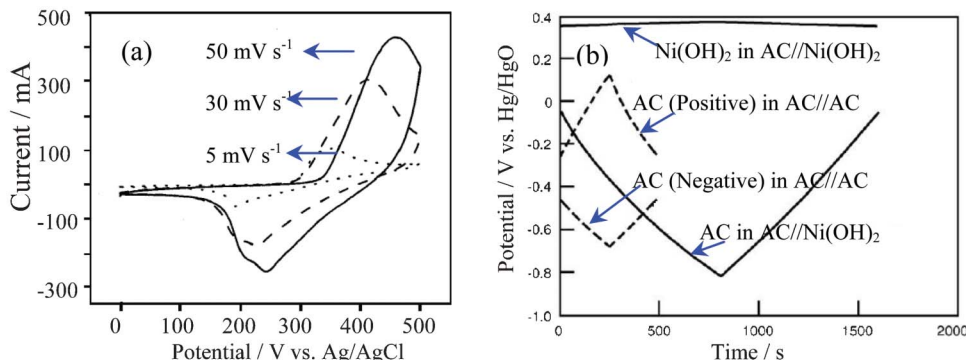 (a)
50 mV s⁻¹
30 mV s⁻¹
5 mV s⁻¹
500
300
100
-100
-300
Current / mA
0 100 200 300 400 500
Potential / V vs. Ag/AgCl
(b)
Ni(OH)₂ in AC//Ni(OH)₂
AC (Positive) in AC//AC
AC (Negative) in AC//AC
AC in AC//Ni(OH)₂
0.4
0.2
0
-0.2
-0.4
-0.6
-0.8
-1.0
Potential / V vs. Hg/HgO
0 500 1000 1500 2000
Time / s